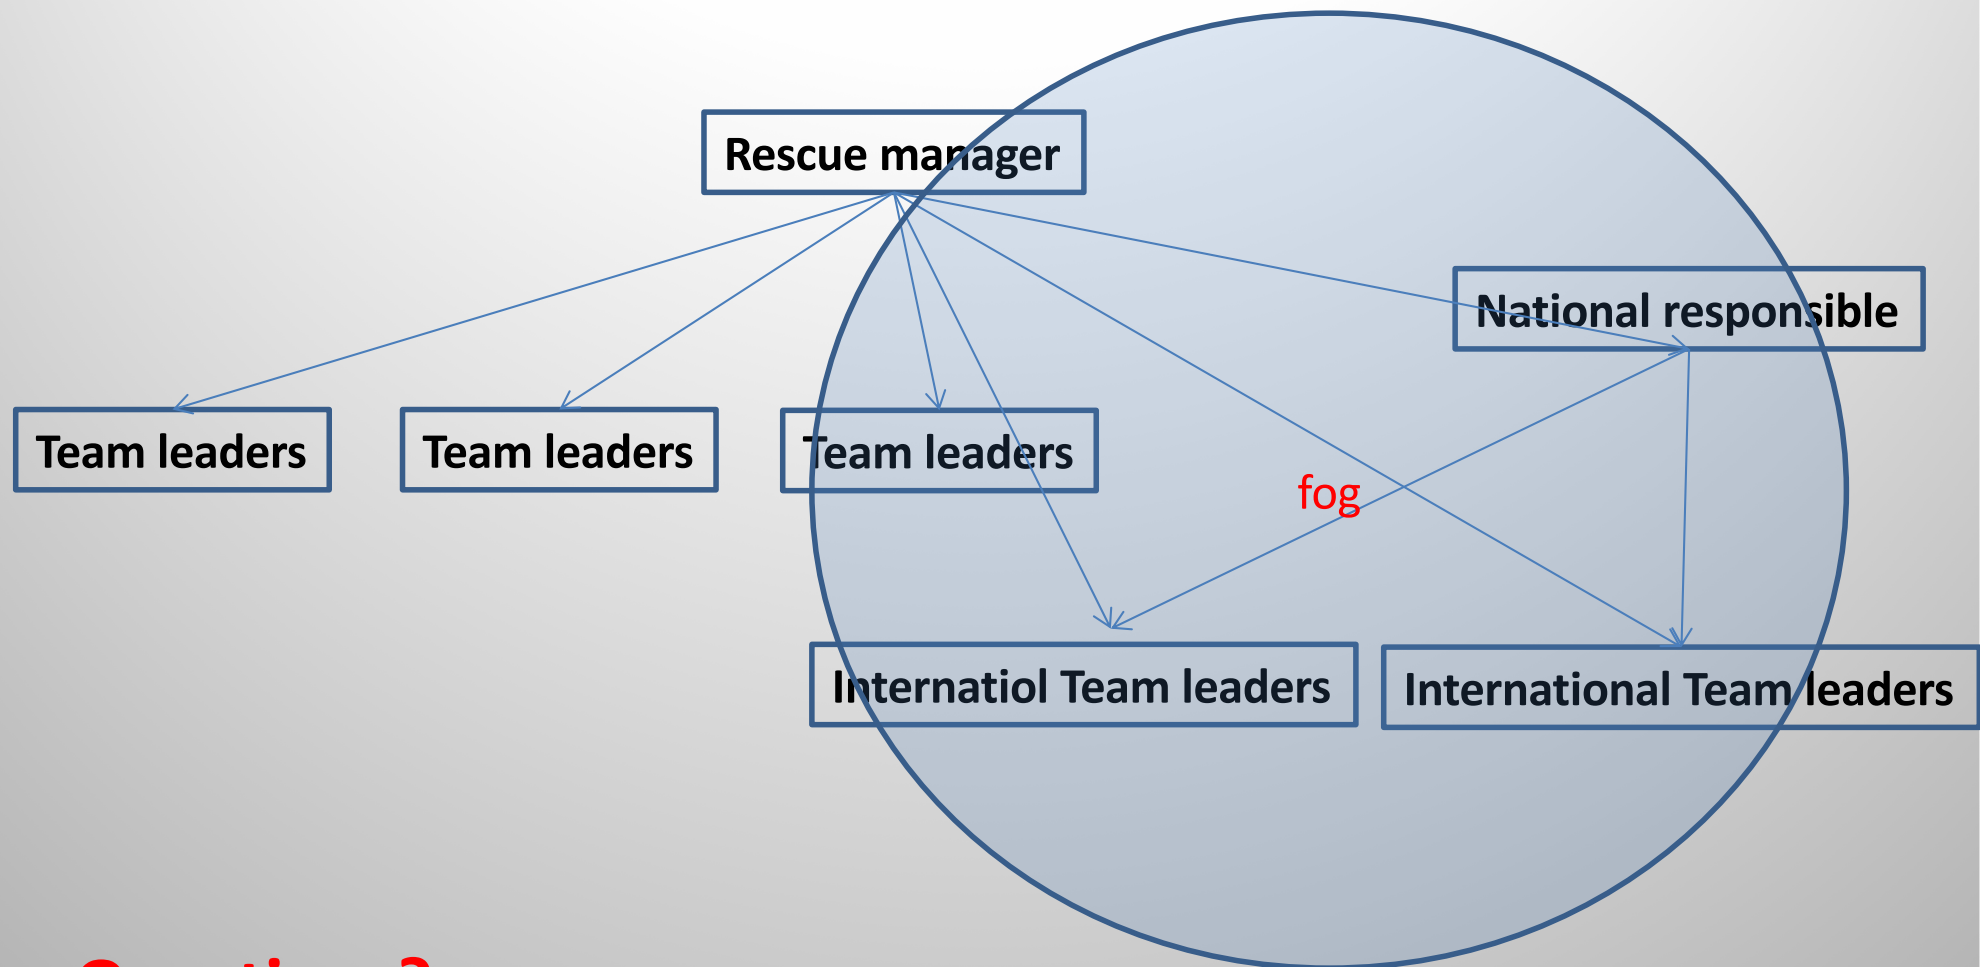 Rescue manager
National responsible
Team leaders
Team leaders
Team leaders
fog
Internatiol Team leaders
International Team leaders